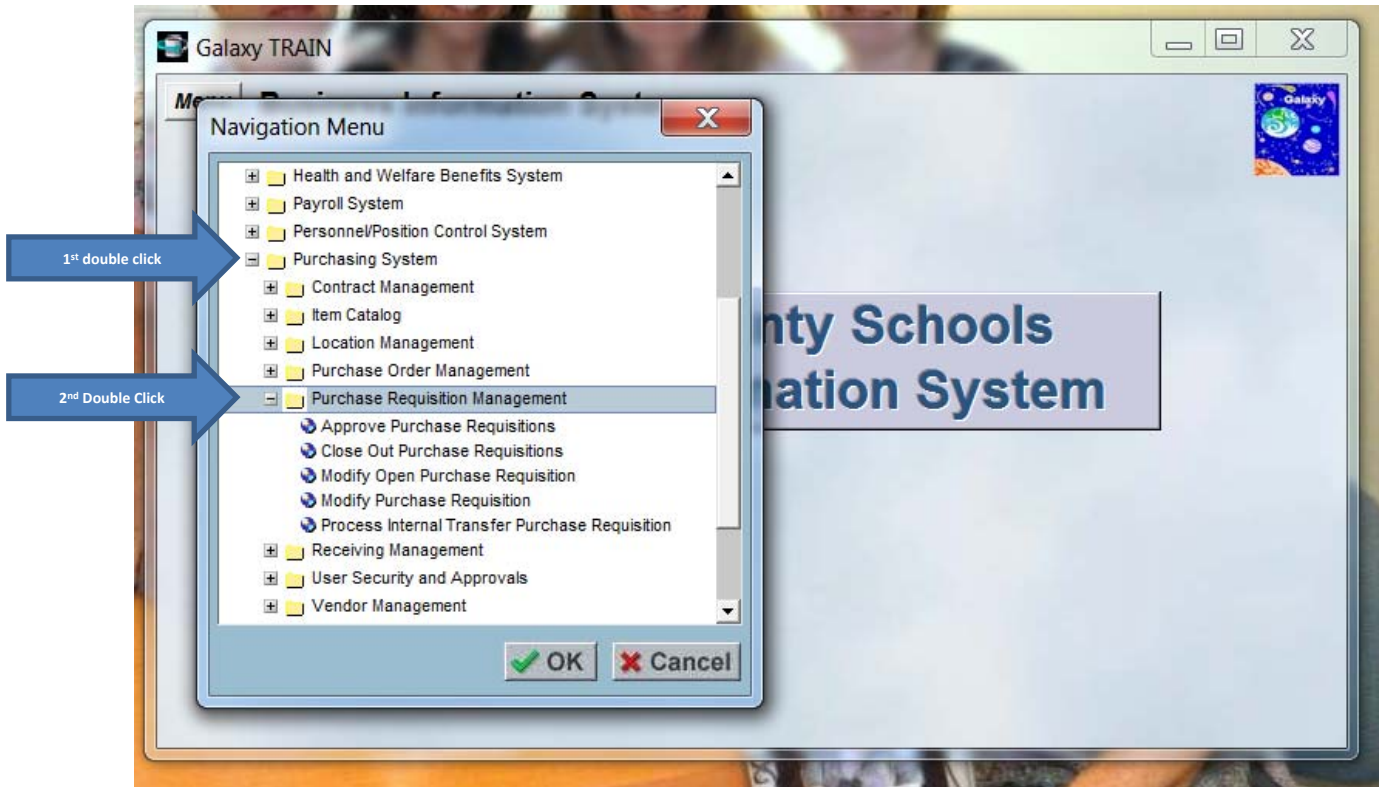 Galaxy TRAIN
Galaxy
Navigation Menu
Health and Welfare Benefits System
Payroll System
Personnel/Position Control System
1st double click
Purchasing System
Contract Management
Item Catalog
Location Management
Purchase Order Management
2nd Double Click
Purchase Requisition Management
Approve Purchase Requisitions
Close Out Purchase Requisitions
Modify Open Purchase Requisition
Modify Purchase Requisition
Process Internal Transfer Purchase Requisition
Receiving Management
User Security and Approvals
Vendor Management
OK Cancel
nty Schools
ation System